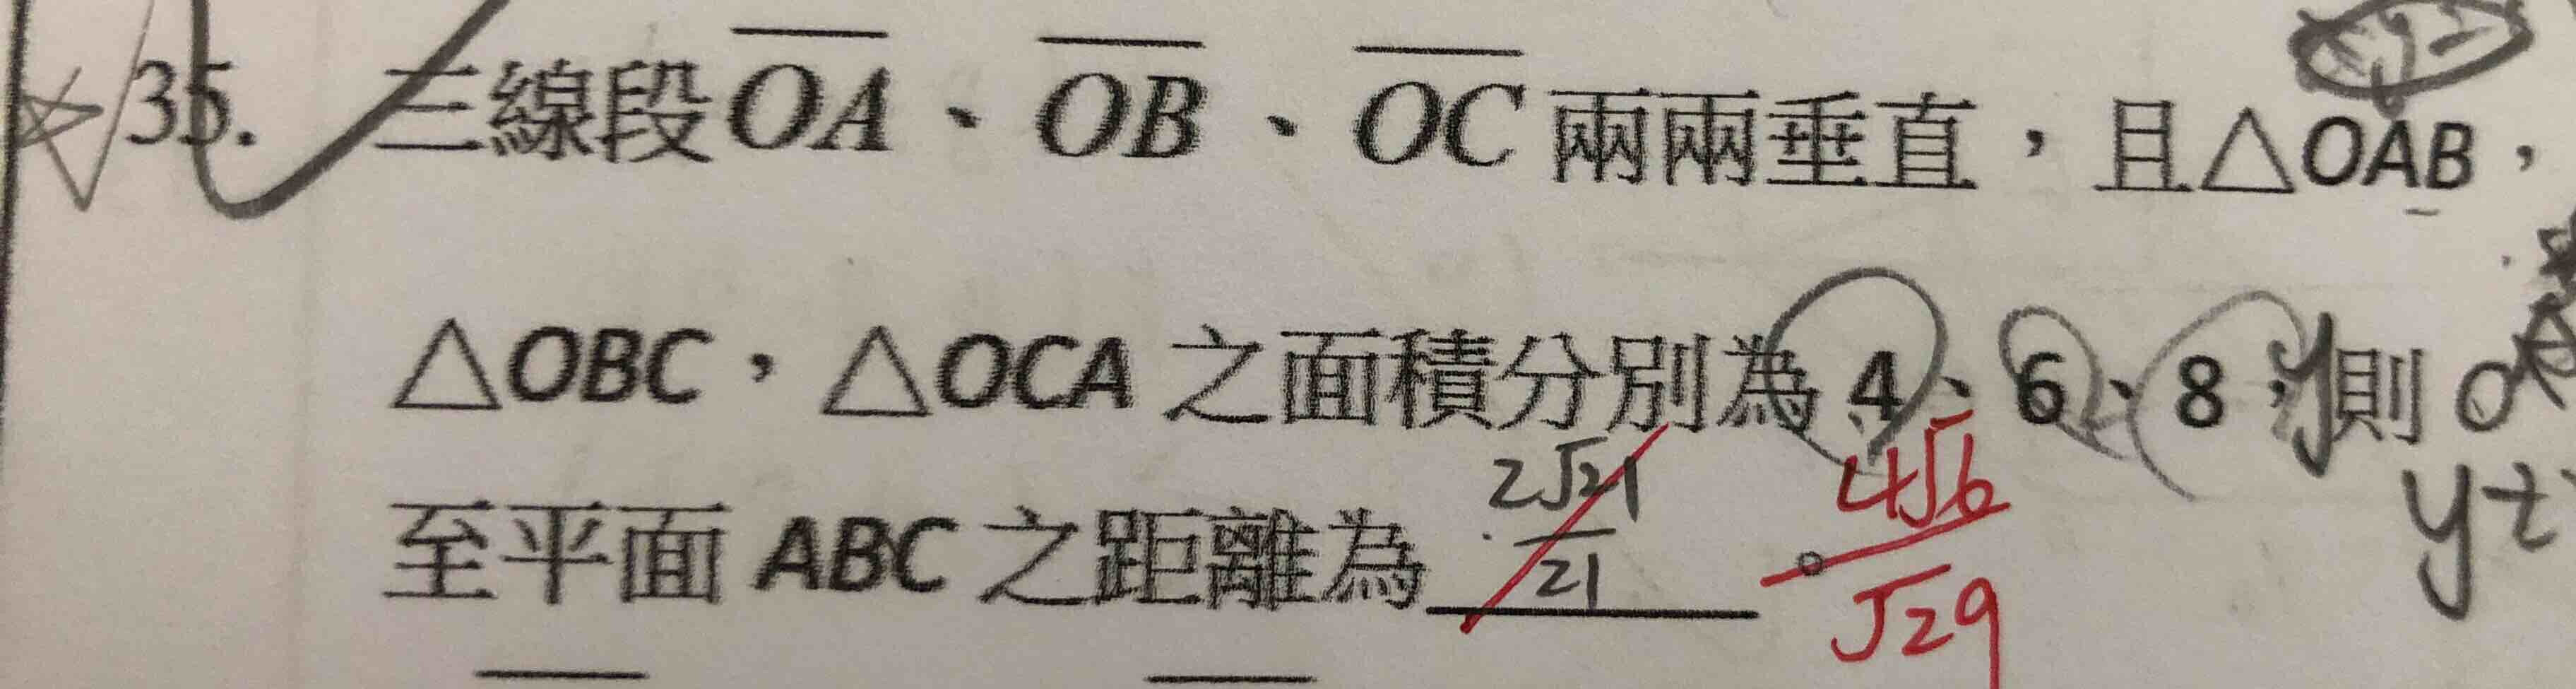 35. 三線段 OA、OB、OC 兩兩垂直，且△OAB，
△OBC，△OCA 之面積分別為 4、6、8，則 O
yz
至平面 ABC 之距離為 2√21/21 。 4√6/√29